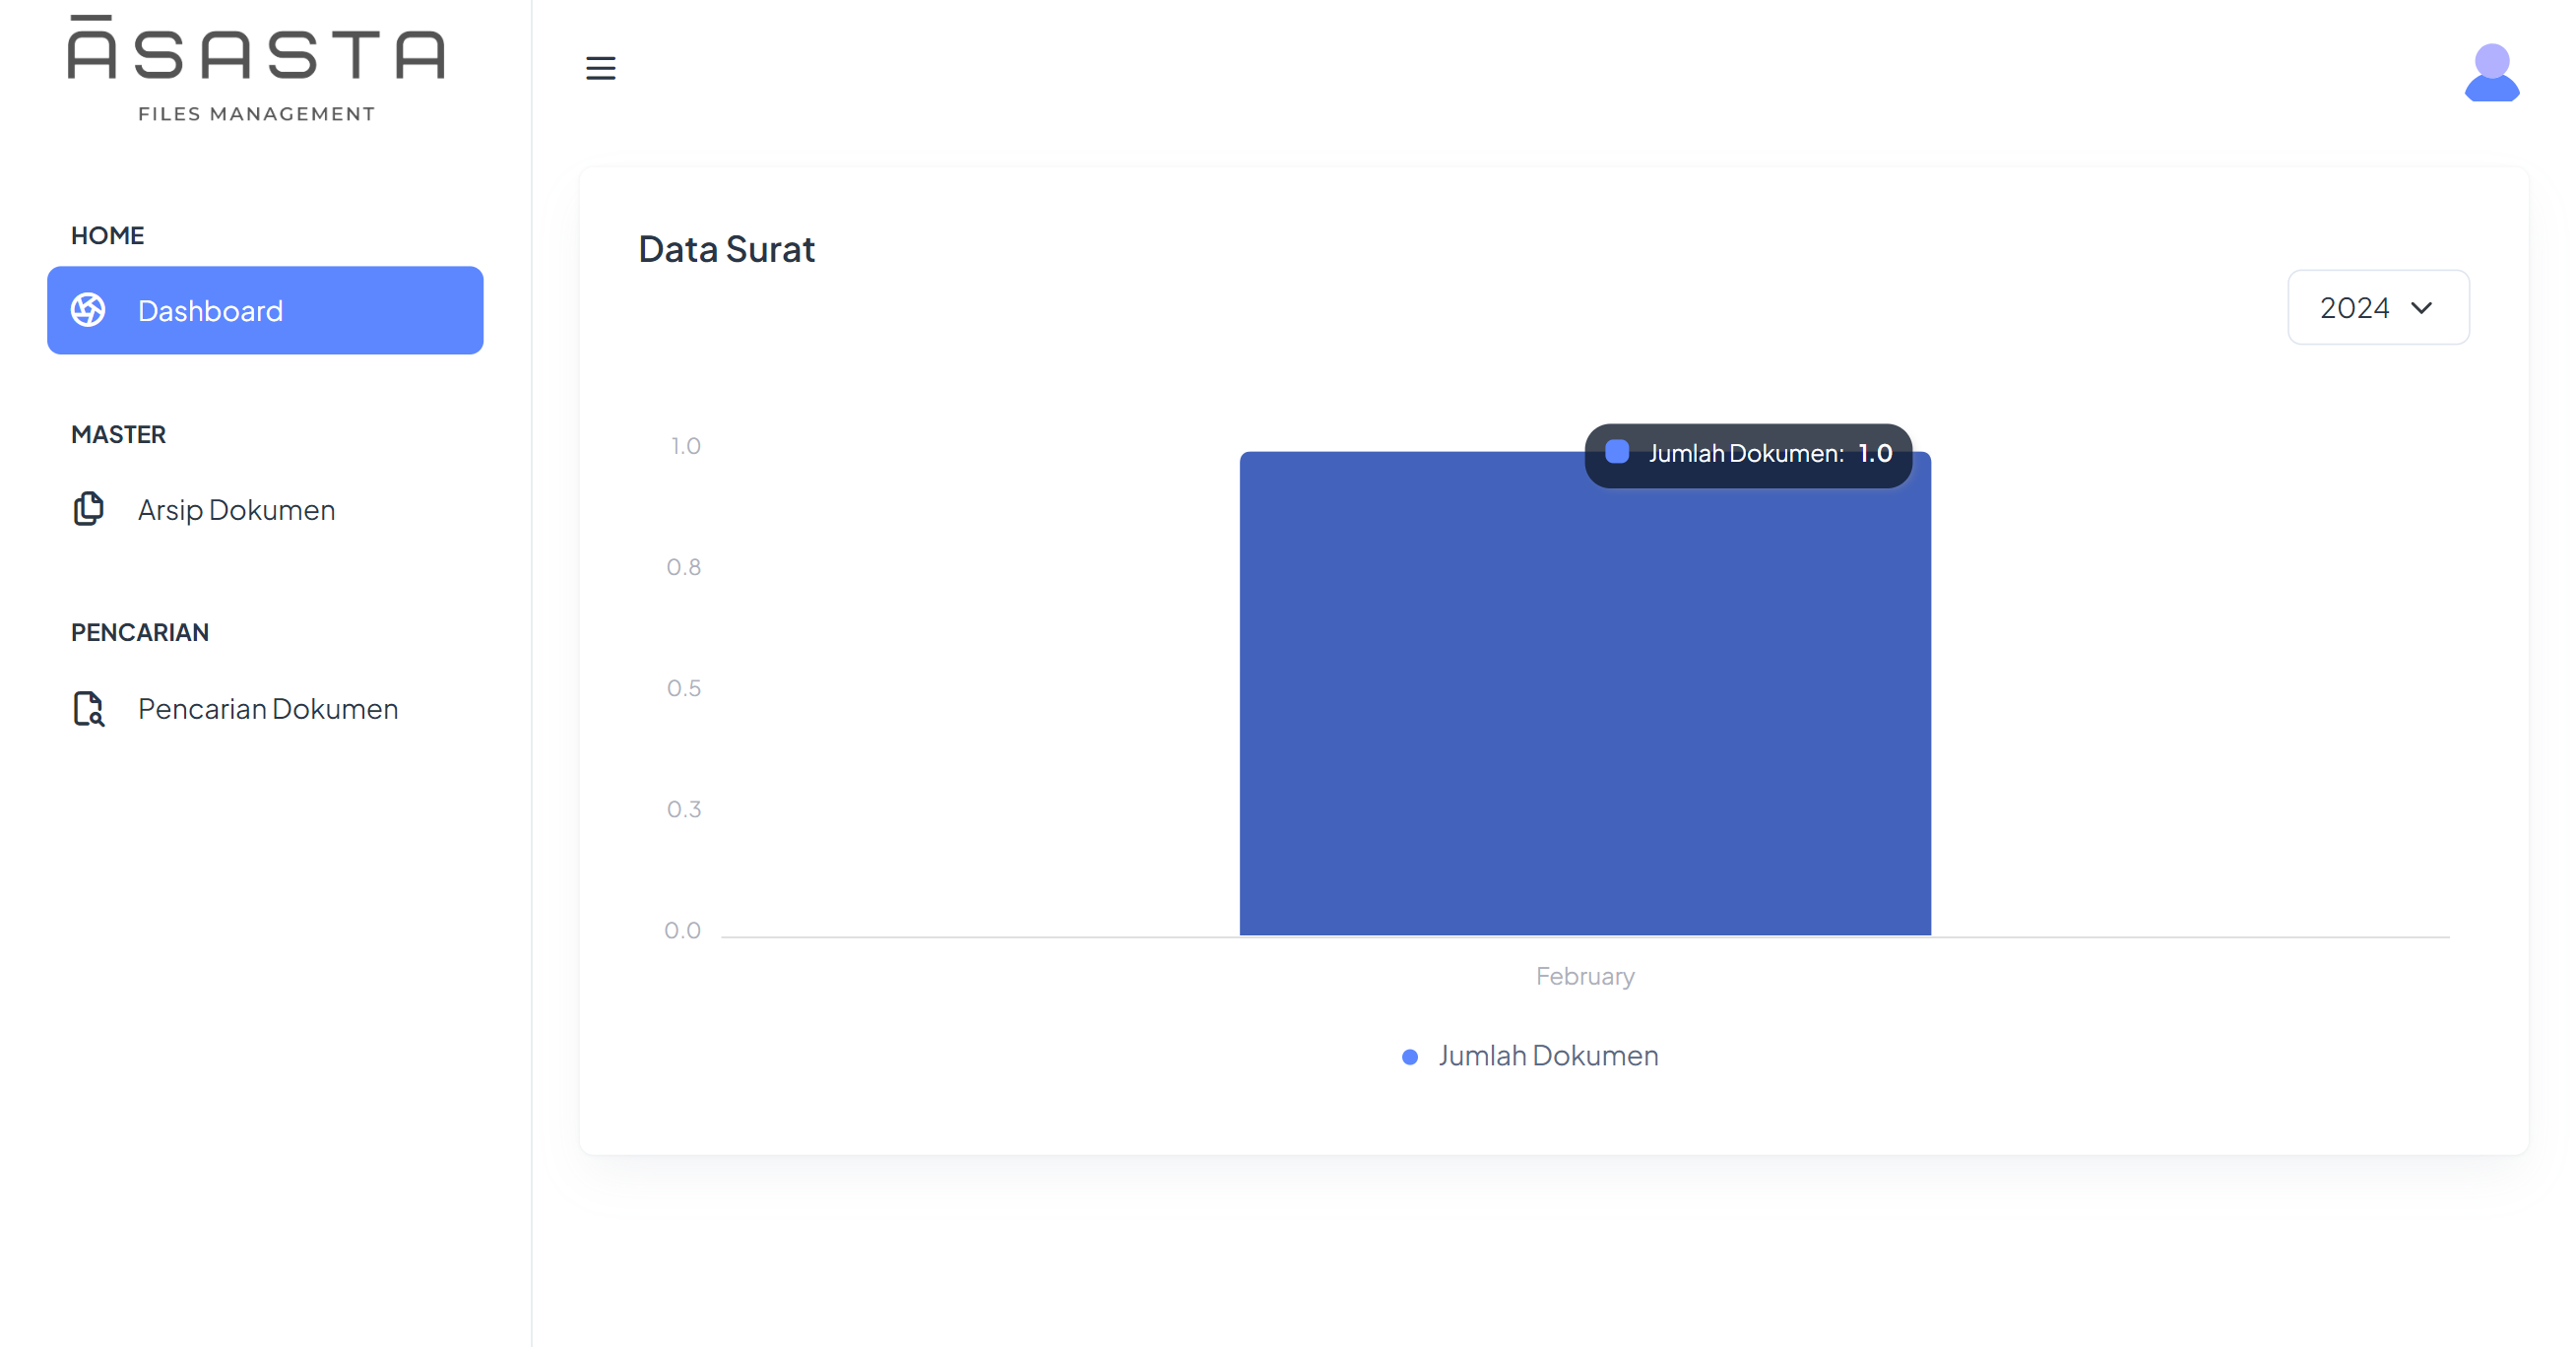 ĀSASTA
FILES MANAGEMENT
HOME
Dashboard
MASTER
Arsip Dokumen
PENCARIAN
Pencarian Dokumen
Data Surat
2024
1.0
0.8
0.5
0.3
0.0
Jumlah Dokumen: 1.0
February
Jumlah Dokumen